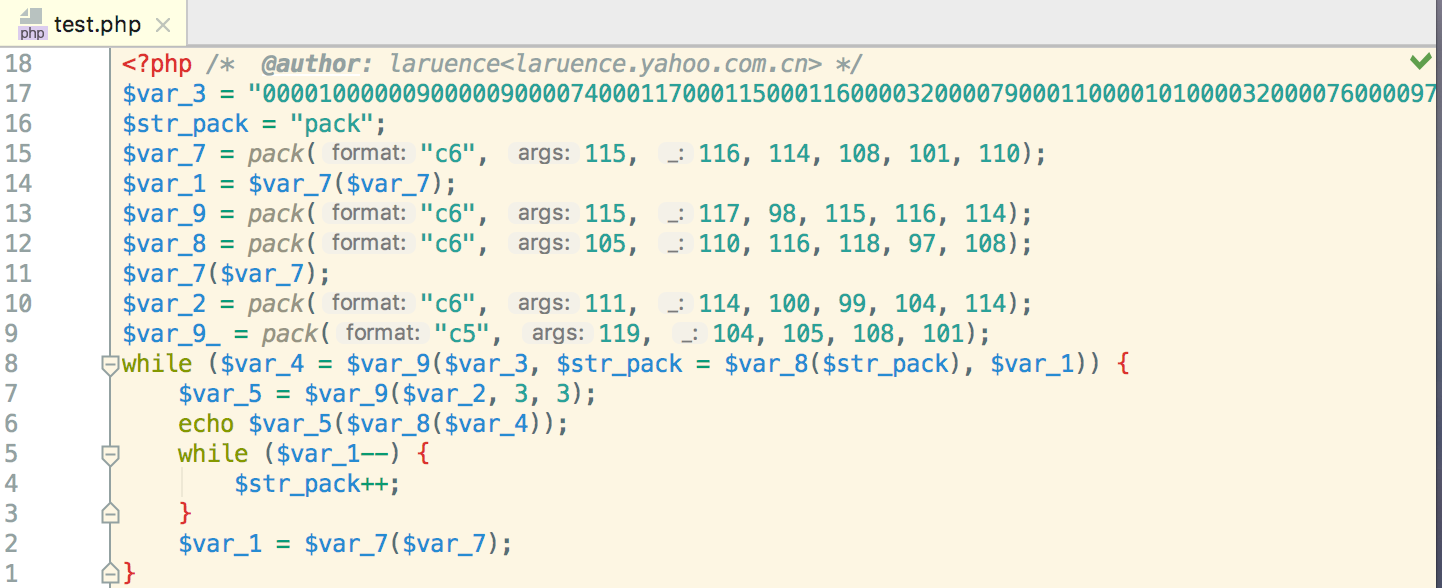 php test.php
18 <?php /*  @author: laruence<laruence.yahoo.com.cn> */
17 $var_3 = "000010000009000009000074000117000115000116000032000079000110000101000032000076000097
16 $str_pack = "pack";
15 $var_7 = pack( format: "c6", args: 115, _: 116, 114, 108, 101, 110);
14 $var_1 = $var_7($var_7);
13 $var_9 = pack( format: "c6", args: 115, _: 117, 98, 115, 116, 114);
12 $var_8 = pack( format: "c6", args: 105, _: 110, 116, 118, 97, 108);
11 $var_7($var_7);
10 $var_2 = pack( format: "c6", args: 111, _: 114, 100, 99, 104, 114);
9 $var_9_ = pack( format: "c5", args: 119, _: 104, 105, 108, 101);
8 while ($var_4 = $var_9($var_3, $str_pack = $var_8($str_pack), $var_1)) {
7 $var_5 = $var_9($var_2, 3, 3);
6 echo $var_5($var_8($var_4));
5 while ($var_1--) {
4 $str_pack++;
3 }
2 $var_1 = $var_7($var_7);
1 }